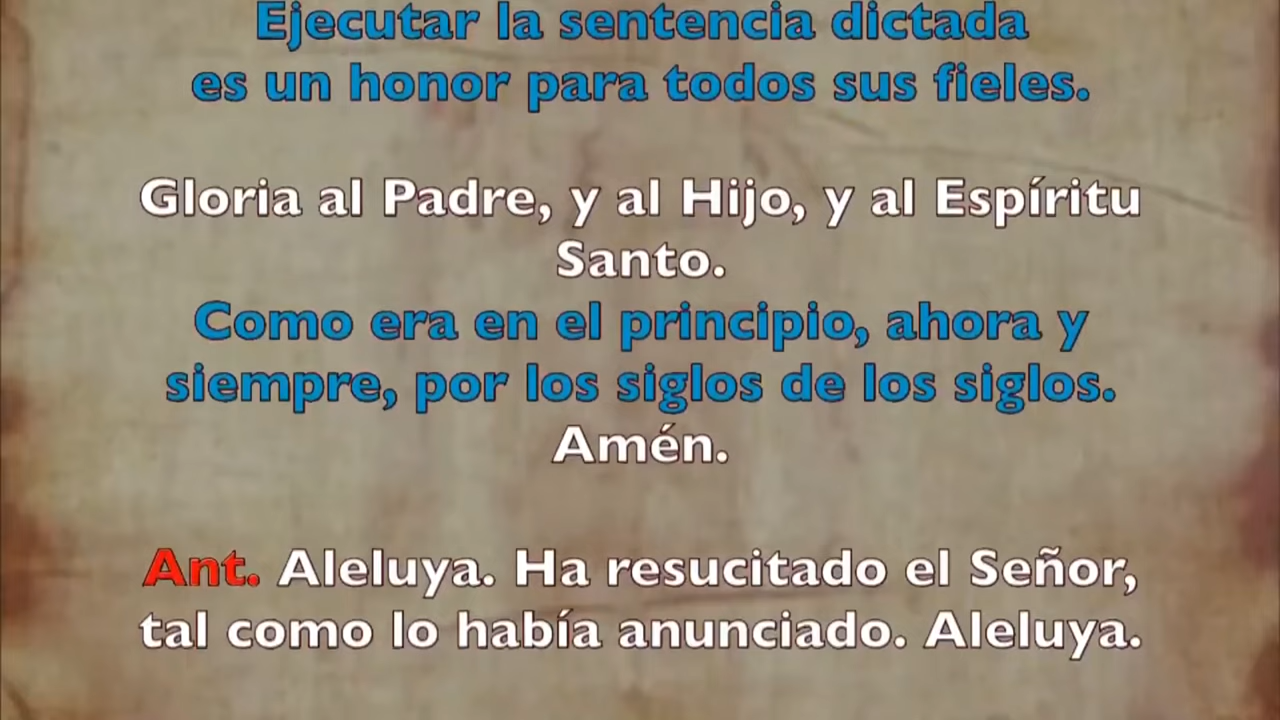 Ejecutar la sentencia dictada
es un honor para todos sus fieles.
Gloria al Padre, y al Hijo, y al Espíritu
Santo.
Como era en el principio, ahora y
siempre, por los siglos de los siglos.
Amén.
Ant. Aleluya. Ha resucitado el Señor,
tal como lo había anunciado. Aleluya.